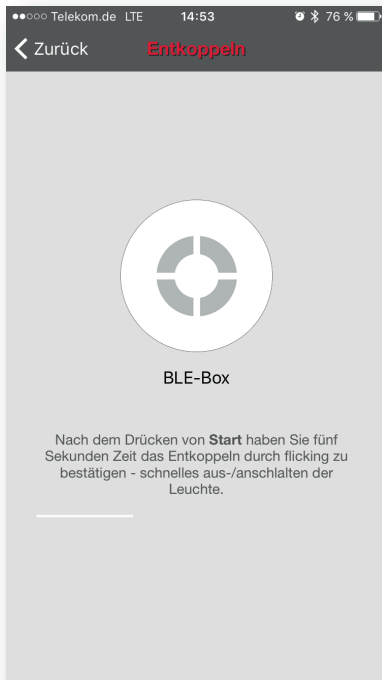 Telekom.de LTE 14:53 76 %
Zurück Entkoppeln
BLE-Box
Nach dem Drücken von Start haben Sie fünf
Sekunden Zeit das Entkoppeln durch flicking zu
bestätigen - schnelles aus-/anschlalten der
Leuchte.